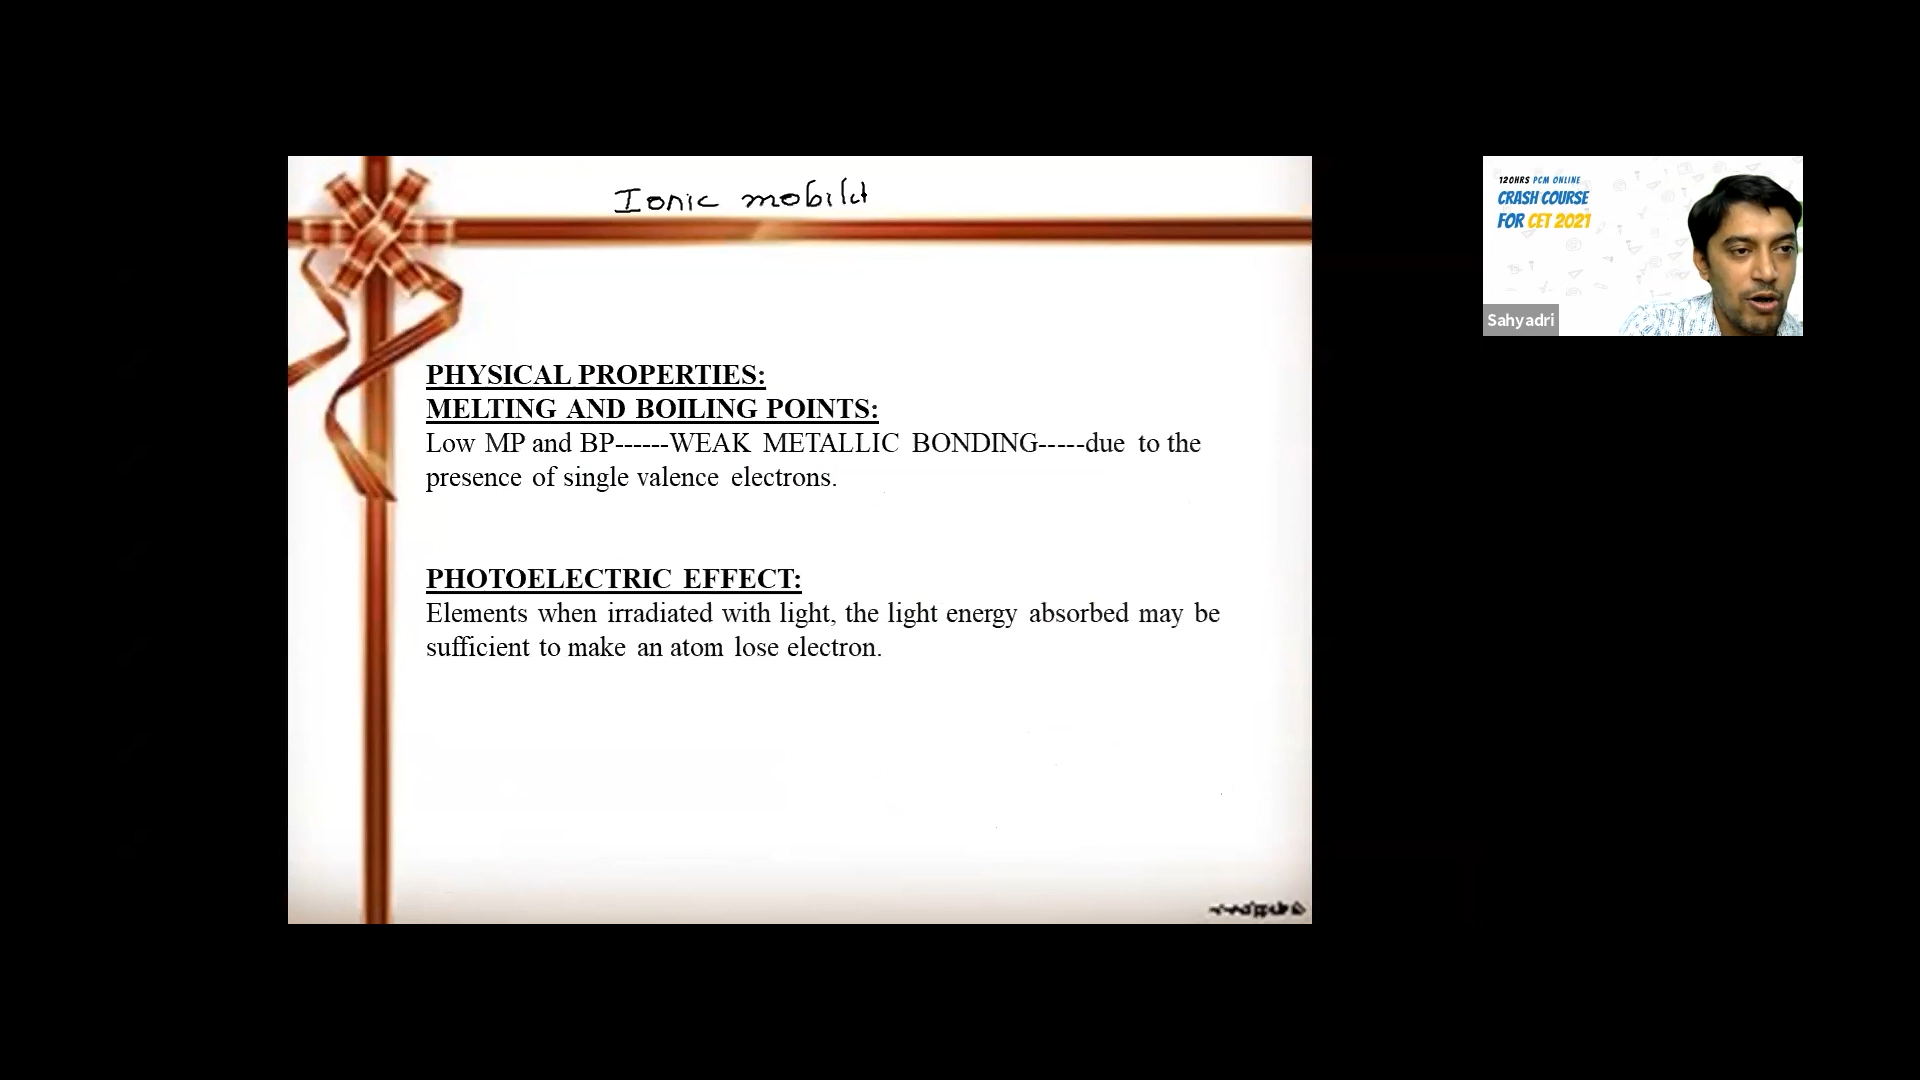 Ionic mobilit
PHYSICAL PROPERTIES:
MELTING AND BOILING POINTS:
Low MP and BP------WEAK METALLIC BONDING-----due to the
presence of single valence electrons.
PHOTOELECTRIC EFFECT:
Elements when irradiated with light, the light energy absorbed may be
sufficient to make an atom lose electron.
120HRS PCM ONLINE
CRASH COURSE
FOR CET 2021
Sahyadri